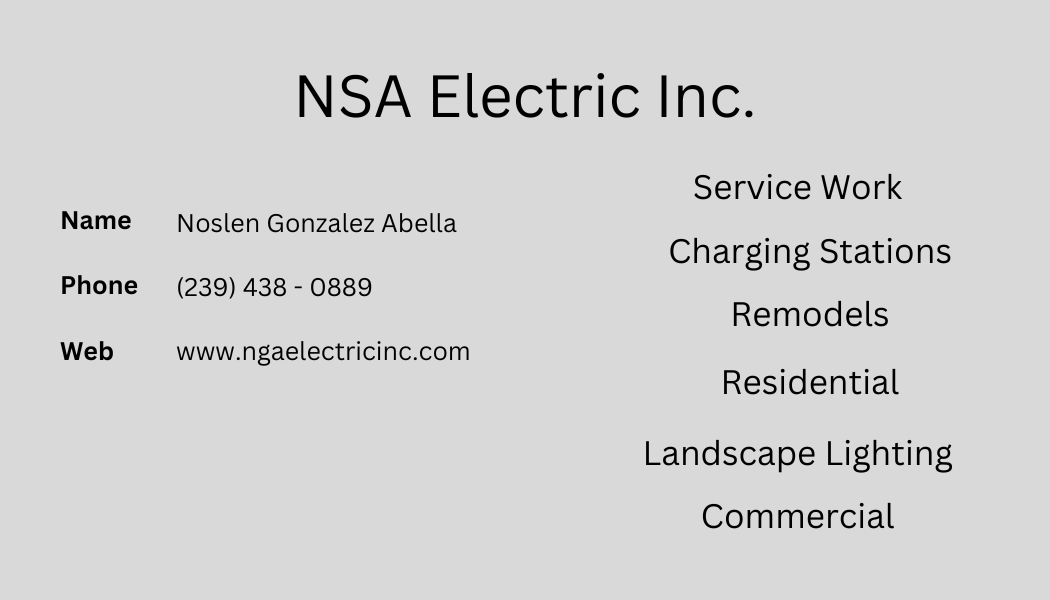 NSA Electric Inc.
Name Noslen Gonzalez Abella
Phone (239) 438 - 0889
Web www.ngaelectricinc.com
Service Work
Charging Stations
Remodels
Residential
Landscape Lighting
Commercial